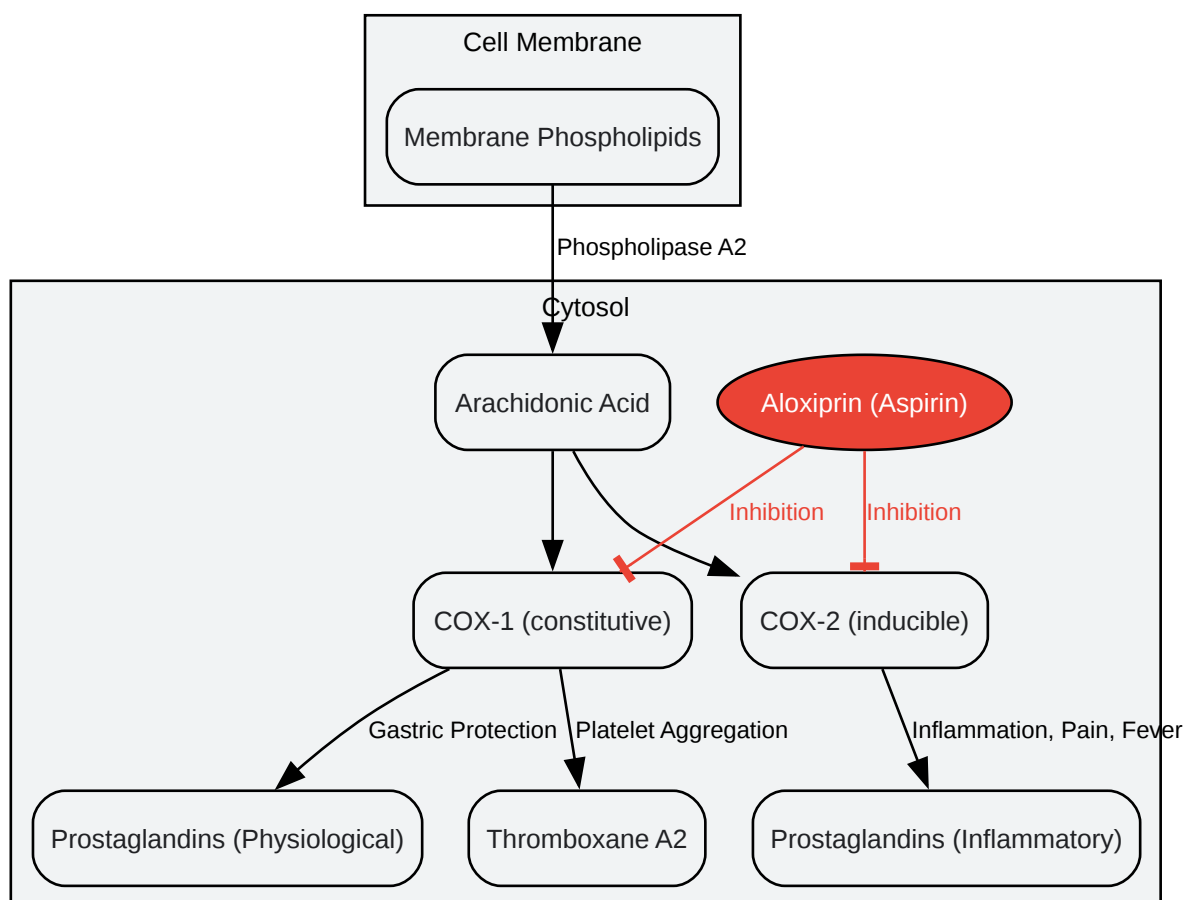 Cell Membrane
Membrane Phospholipids
Phospholipase A2
Cytosol
Arachidonic Acid
Aloxiprin (Aspirin)
Inhibition
Inhibition
COX-1 (constitutive)
COX-2 (inducible)
Gastric Protection
Platelet Aggregation
Inflammation, Pain, Fever
Prostaglandins (Physiological)
Thromboxane A2
Prostaglandins (Inflammatory)